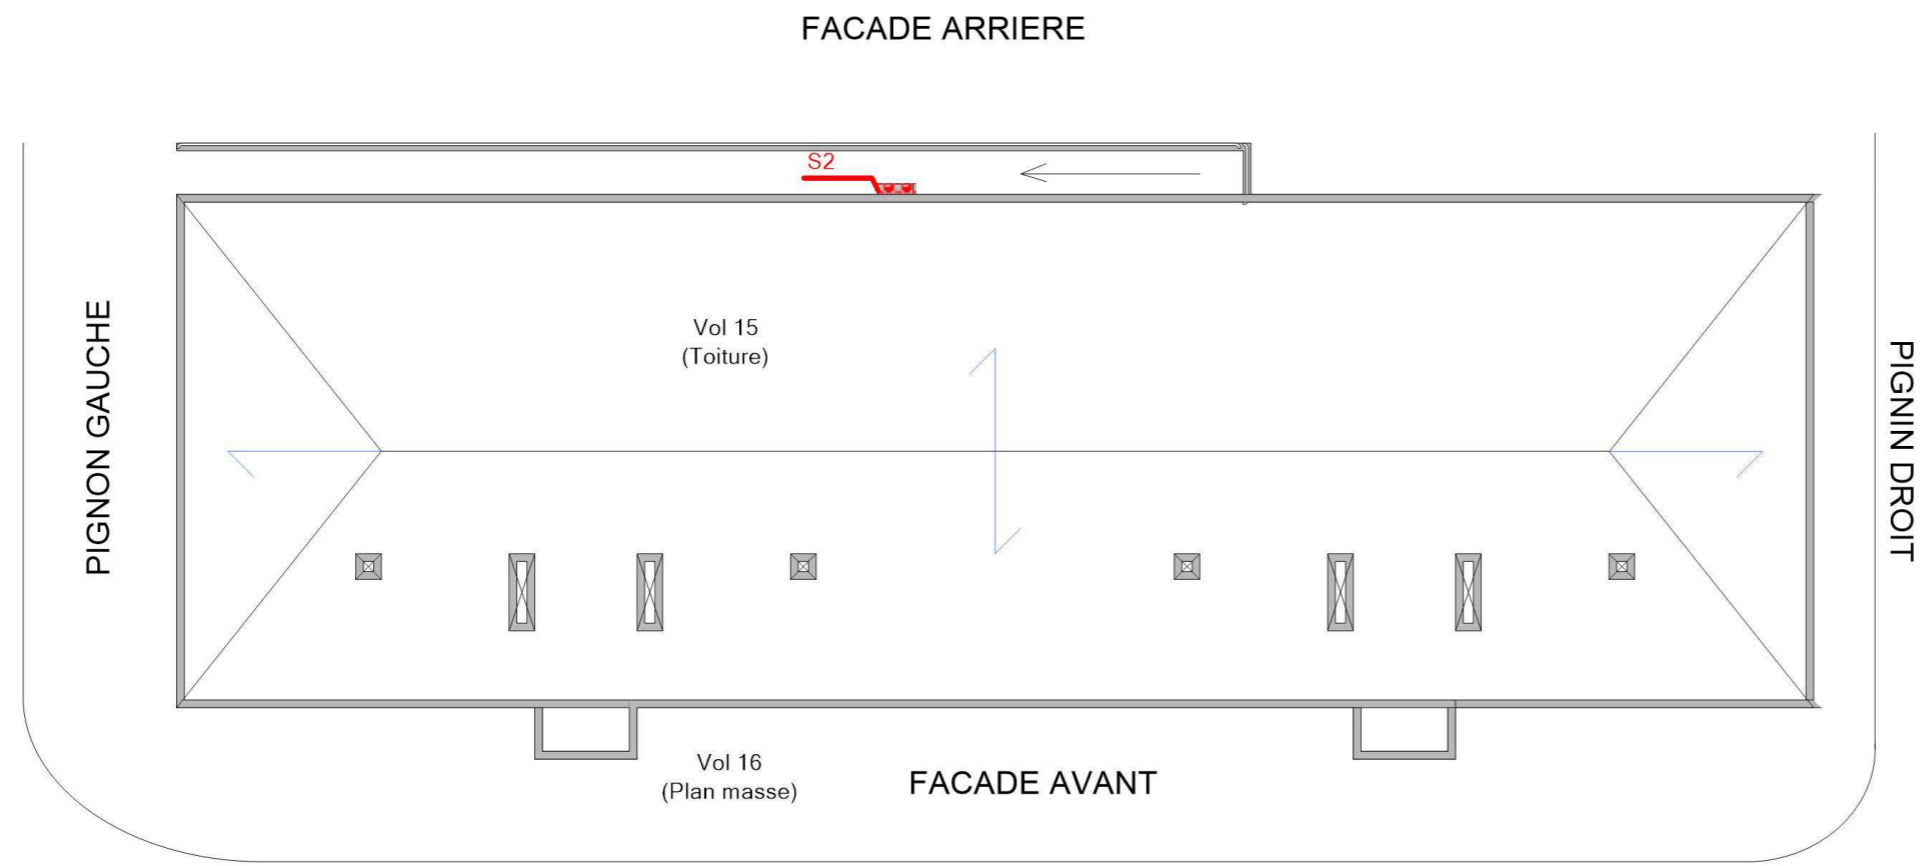 FACADE ARRIERE
S2
PIGNON GAUCHE
Vol 15
(Toiture)
PIGNIN DROIT
Vol 16
(Plan masse)
FACADE AVANT